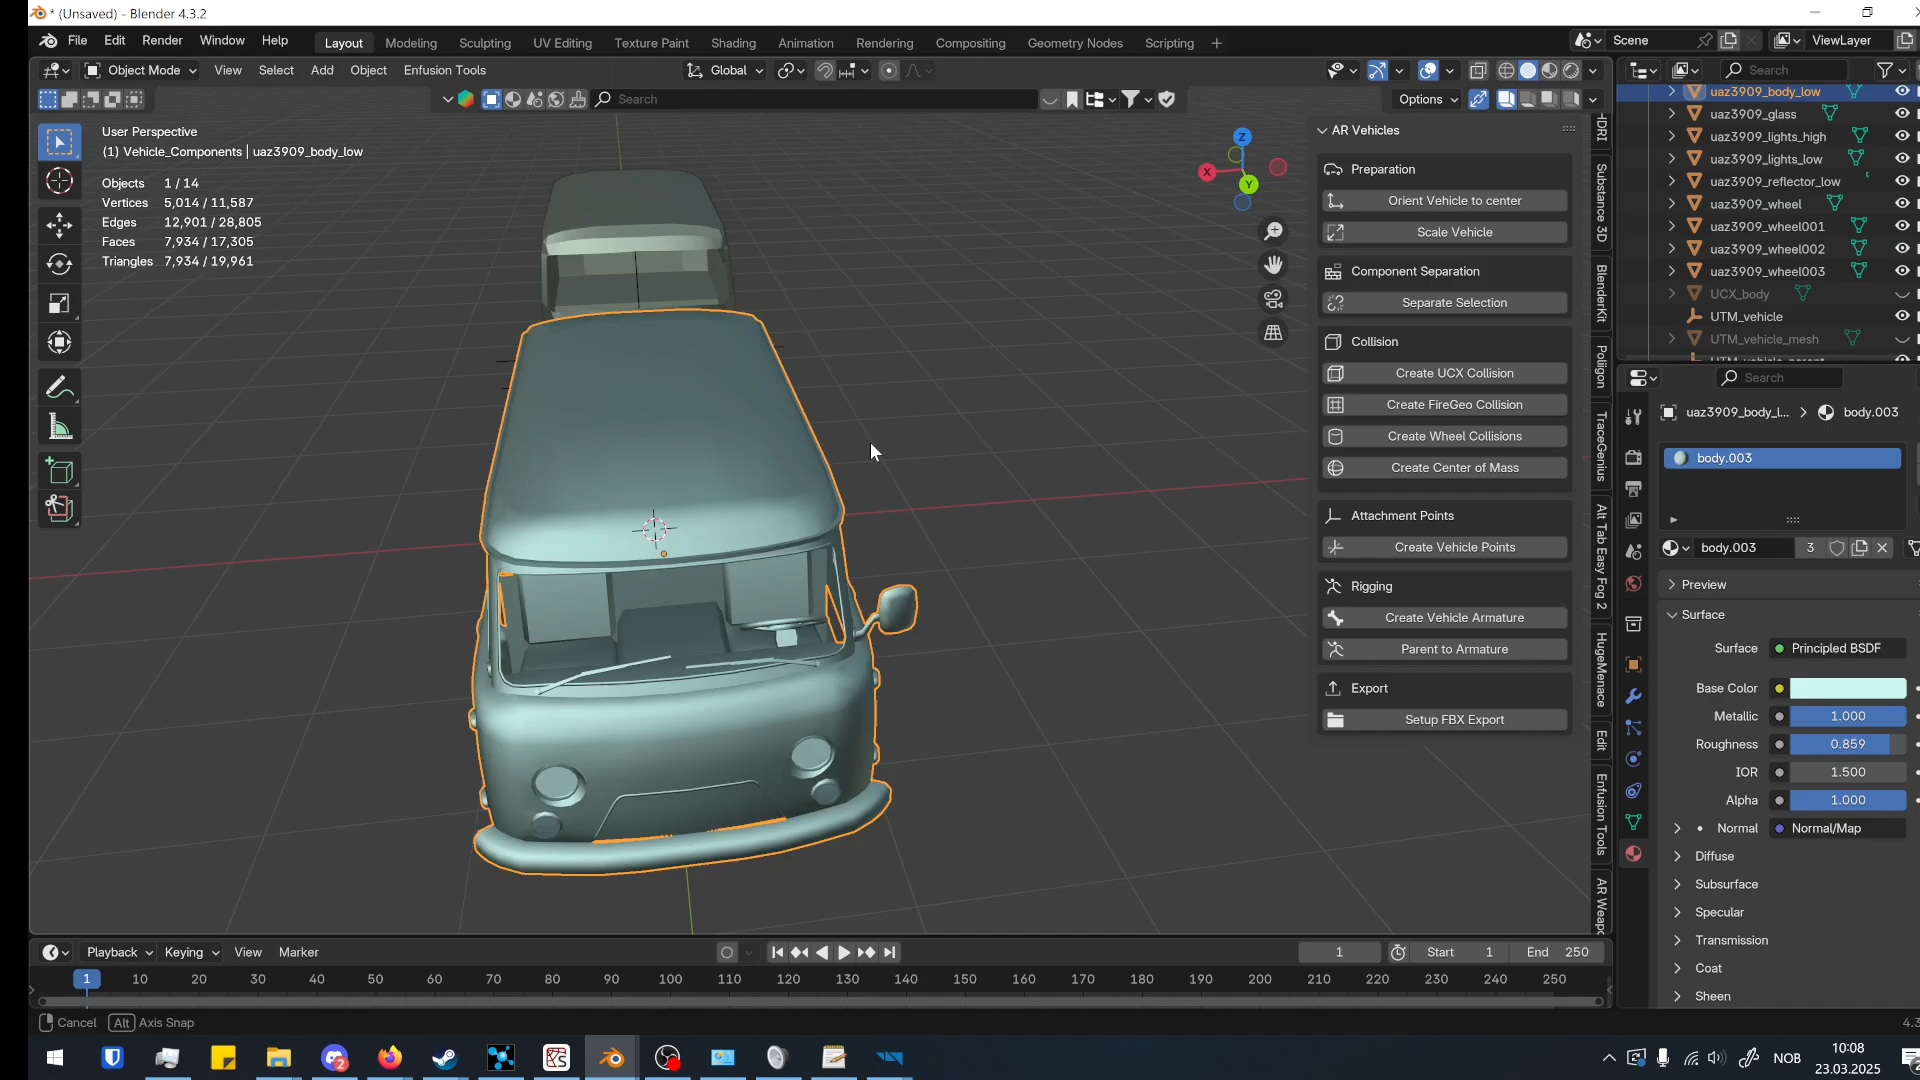 * (Unsaved) - Blender 4.3.2
File Edit Render Window Help
Layout Modeling Sculpting UV Editing Texture Paint Shading Animation Rendering Compositing Geometry Nodes Scripting +
Scene
ViewLayer
Object Mode View Select Add Object Enfusion Tools
Global
Search
Search
Options
User Perspective
(1) Vehicle_Components | uaz3909_body_low
Objects 1 / 14
Vertices 5,014 / 11,587
Edges 12,901 / 28,805
Faces 7,934 / 17,305
Triangles 7,934 / 19,961
X
Y
Z
AR Vehicles
Preparation
Orient Vehicle to center
Scale Vehicle
Component Separation
Separate Selection
Collision
Create UCX Collision
Create FireGeo Collision
Create Wheel Collisions
Create Center of Mass
Attachment Points
Create Vehicle Points
Rigging
Create Vehicle Armature
Parent to Armature
Export
Setup FBX Export
HDRI
Substance 3D
BlenderKit
Poliigon
TraceGenius
Alt Tab Easy Fog 2
HugeMenace
Edit
Enfusion Tools
AR Weapo
uaz3909_body_low
uaz3909_glass
uaz3909_lights_high
uaz3909_lights_low
uaz3909_reflector_low
uaz3909_wheel
uaz3909_wheel001
uaz3909_wheel002
uaz3909_wheel003
UCX_body
UTM_vehicle
UTM_vehicle_mesh
Search
uaz3909_body_l... > body.003
body.003
body.003 3
Preview
Surface
Surface Principled BSDF
Base Color
Metallic 1.000
Roughness 0.859
IOR 1.500
Alpha 1.000
Normal Normal/Map
Diffuse
Subsurface
Specular
Transmission
Coat
Sheen
Playback Keying View Marker
1 Start 1 End 250
1 10 20 30 40 50 60 70 80 90 100 110 120 130 140 150 160 170 180 190 200 210 220 230 240 250
Cancel Alt Axis Snap
4.3
2
NOB
10:08
23.03.2025